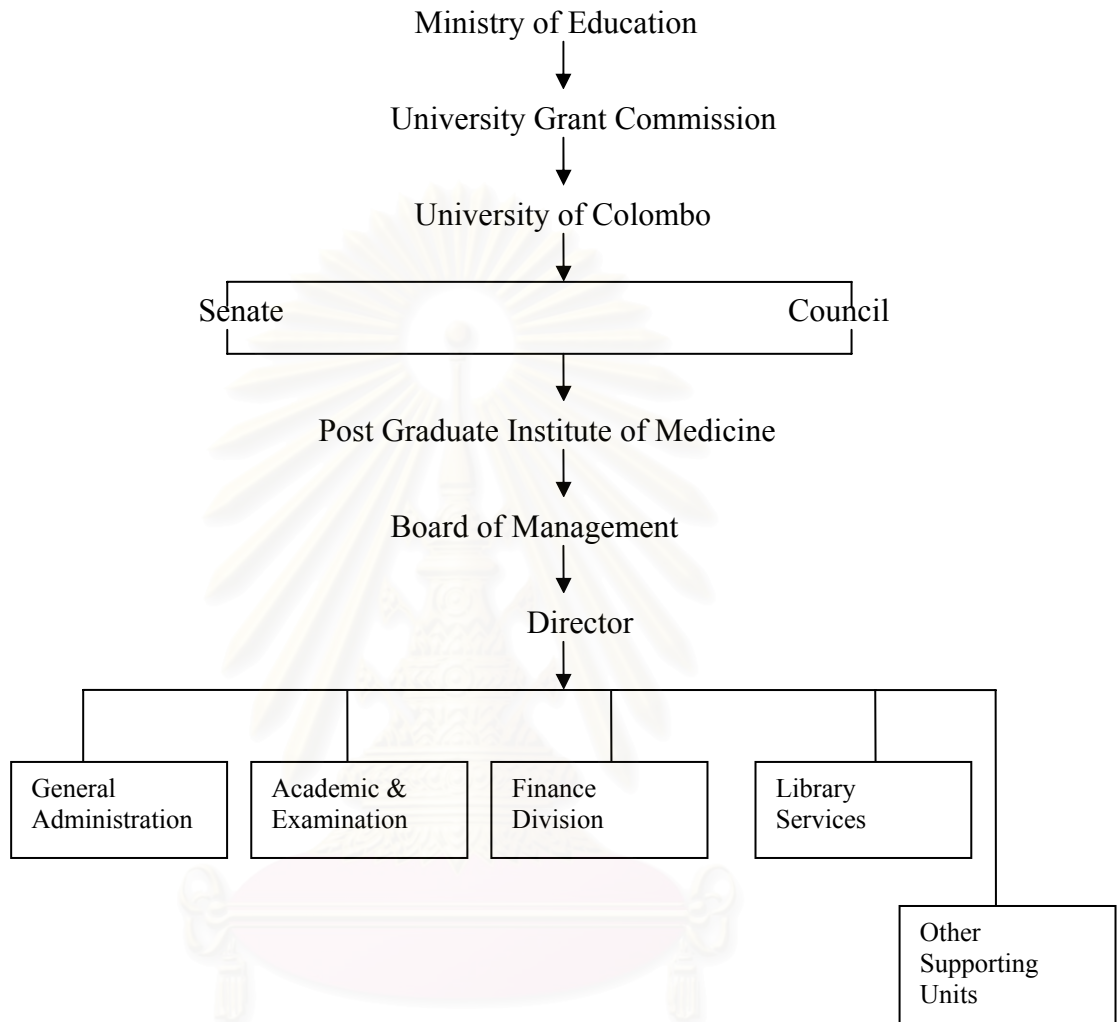 Ministry of Education
University Grant Commission
University of Colombo
Senate
Council
Post Graduate Institute of Medicine
Board of Management
Director
General
Administration
Academic &
Examination
Finance
Division
Library
Services
Other
Supporting
Units